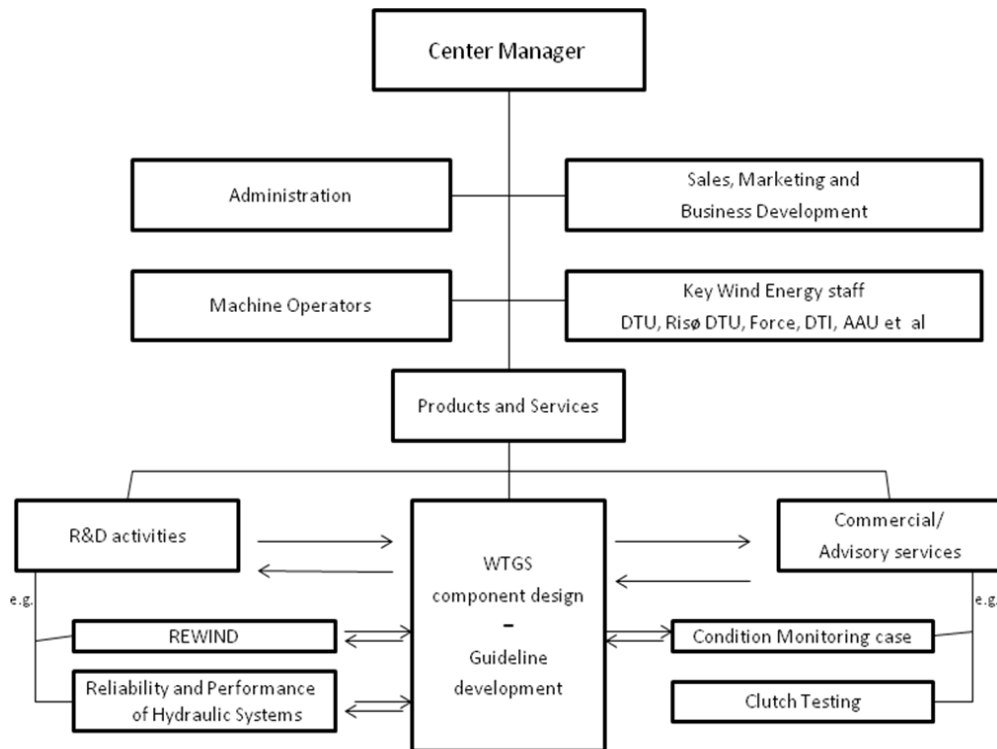 Center Manager
Administration
Sales, Marketing and
Business Development
Machine Operators
Key Wind Energy staff
DTU, Risø DTU, Force, DTI, AAU et al
Products and Services
R&D activities
WTGS
component design
–
Guideline
development
Commercial/
Advisory services
e.g.
e.g.
REWIND
Condition Monitoring case
Reliability and Performance
of Hydraulic Systems
Clutch Testing